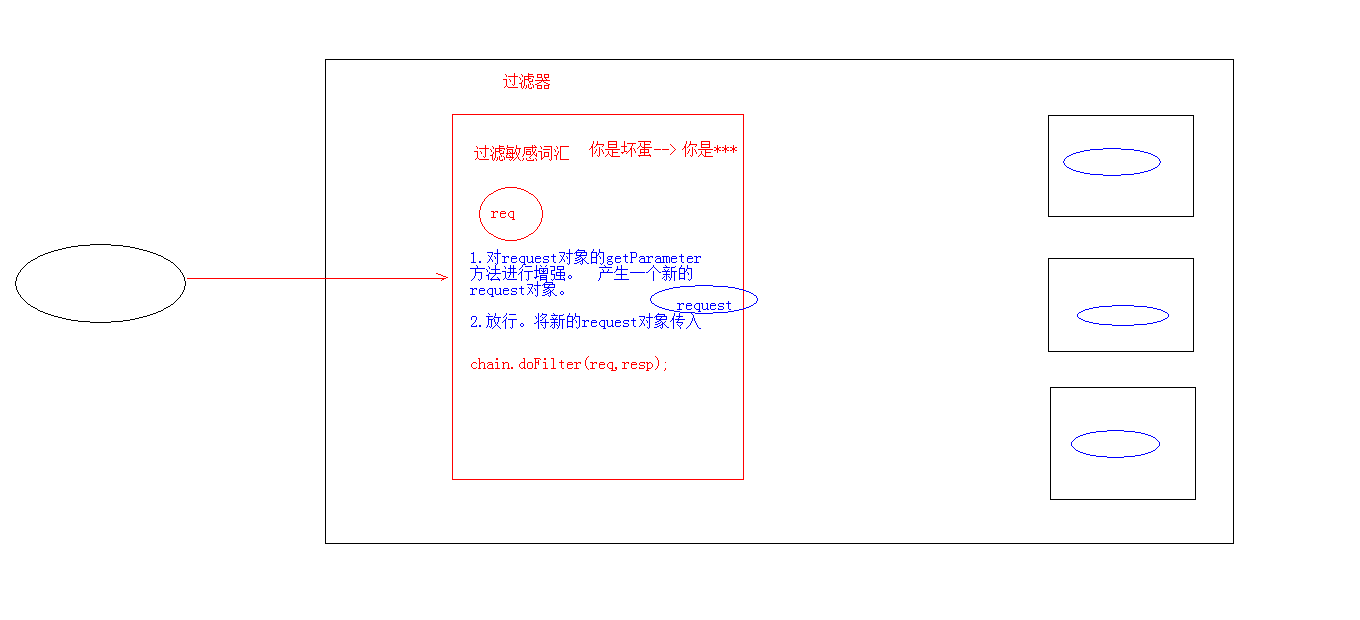 过滤器
过滤敏感词汇 你是坏蛋--> 你是***
req
1.对request对象的getParameter
方法进行增强。 产生一个新的
request对象。
request
2.放行。将新的request对象传入
chain.doFilter(req,resp);